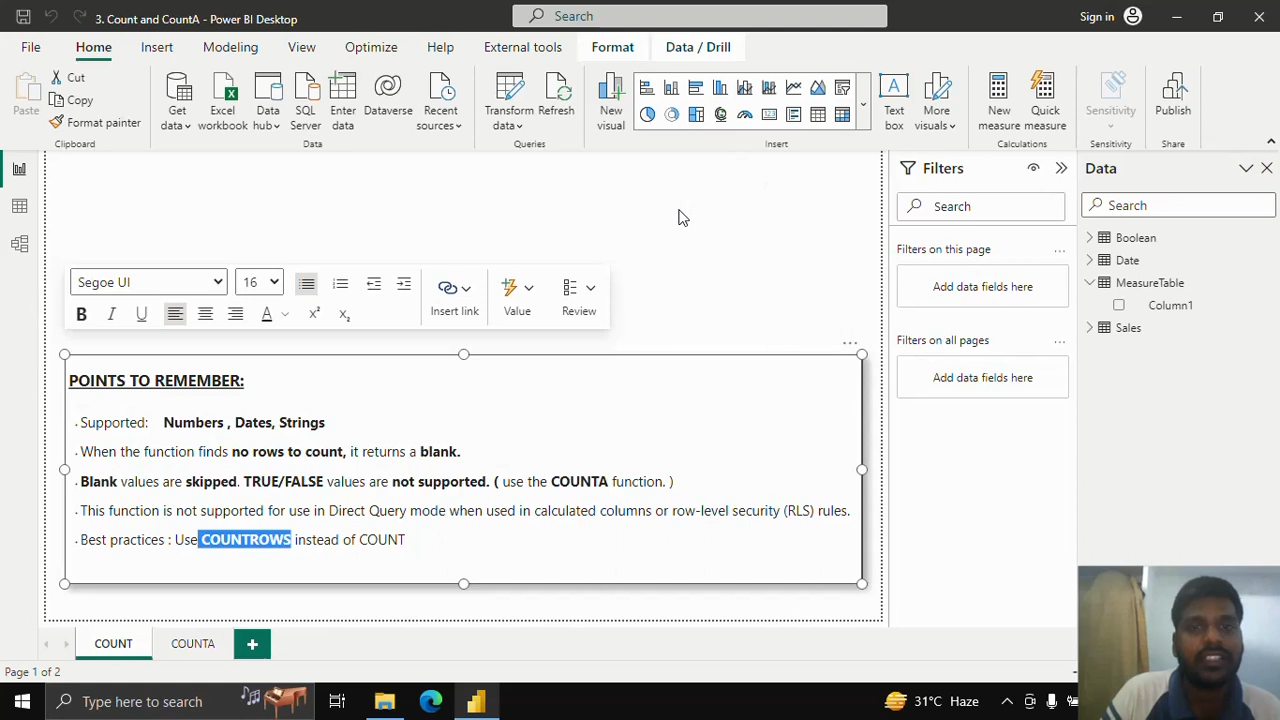 3. Count and CountA - Power BI Desktop
Search
Sign in
File
Home
Insert
Modeling
View
Optimize
Help
External tools
Format
Data / Drill
Paste
Cut
Copy
Format painter
Clipboard
Get data
Excel workbook
Data hub
SQL Server
Enter data
Dataverse
Recent sources
Data
Transform data
Refresh
Queries
New visual
Text box
More visuals
Insert
New measure
Quick measure
Calculations
Sensitivity
Sensitivity
Publish
Share
Segoe UI
16
B I U A x² x₂
Insert link
Value
Review
POINTS TO REMEMBER:
Supported: Numbers , Dates, Strings
When the function finds no rows to count, it returns a blank.
Blank values are skipped. TRUE/FALSE values are not supported. ( use the COUNTA function. )
This function is not supported for use in Direct Query mode when used in calculated columns or row-level security (RLS) rules.
Best practices : Use COUNTROWS instead of COUNT
Filters
Search
Filters on this page
Add data fields here
Filters on all pages
Add data fields here
Data
Search
Boolean
Date
MeasureTable
Column1
Sales
COUNT
COUNTA
Page 1 of 2
Type here to search
31°C Haze